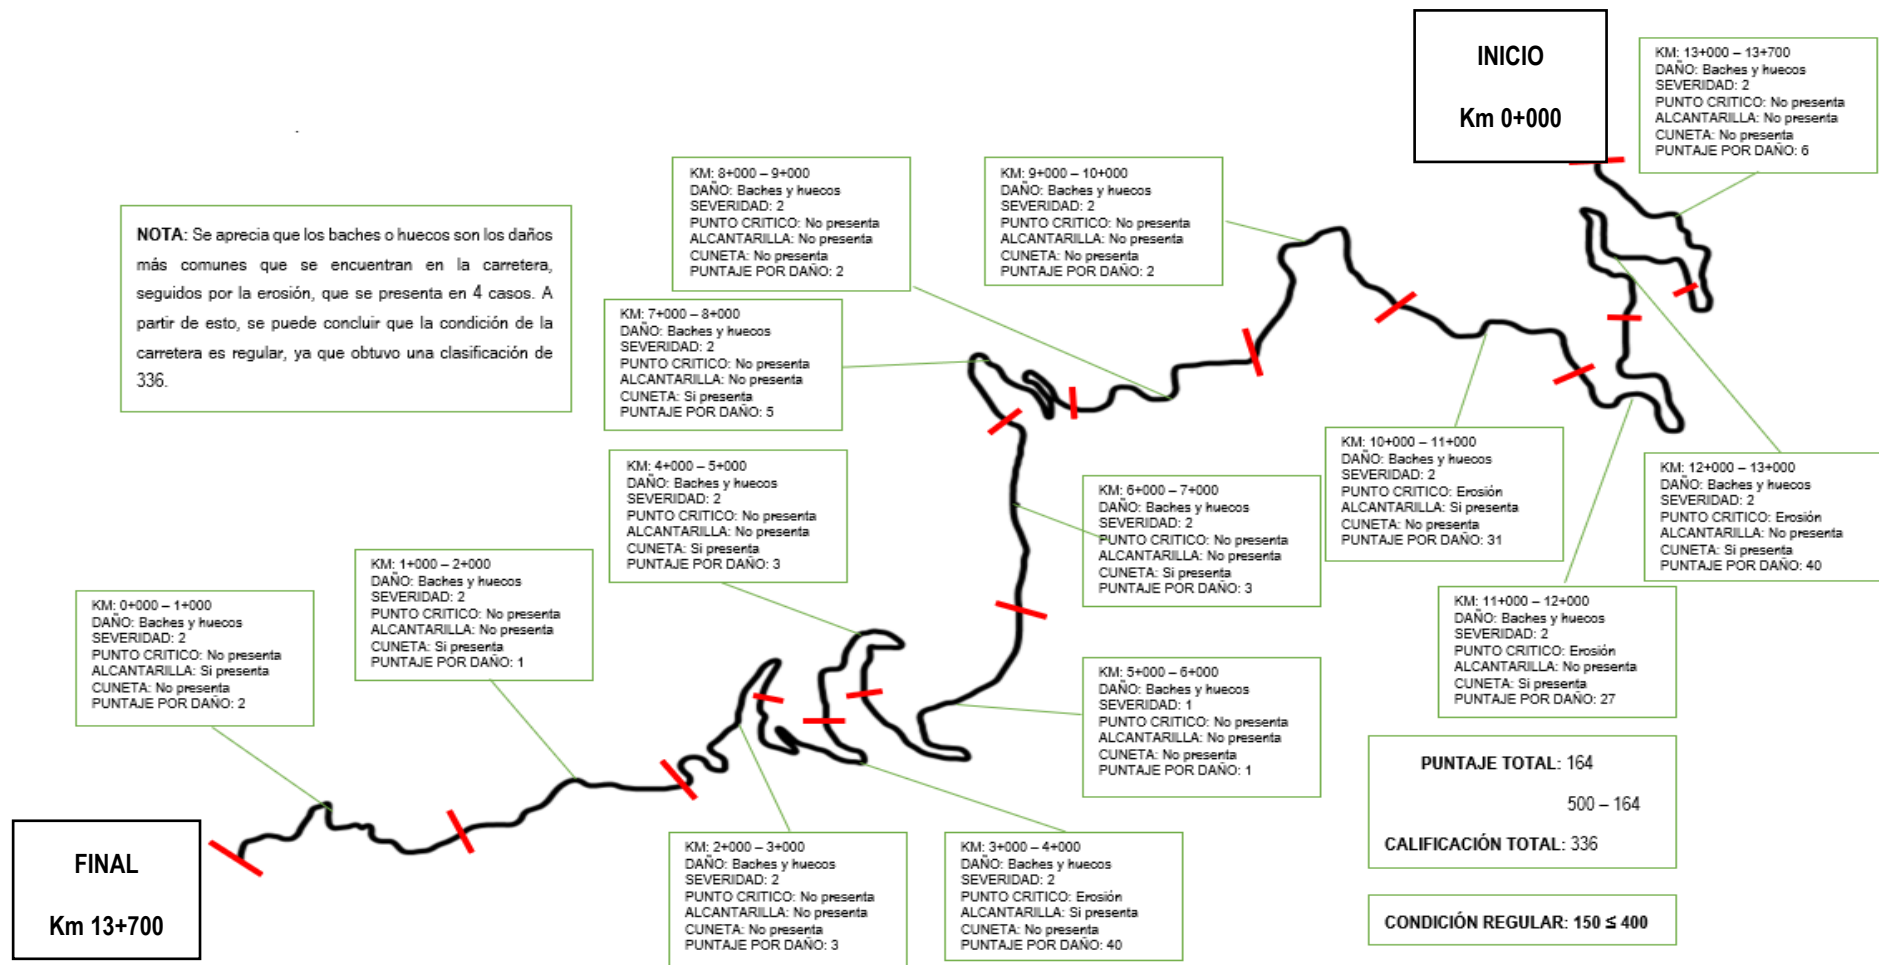 INICIO
Km 0+000
KM: 13+000 – 13+700
DAÑO: Baches y huecos
SEVERIDAD: 2
PUNTO CRITICO: No presenta
ALCANTARILLA: No presenta
CUNETA: No presenta
PUNTAJE POR DAÑO: 6
KM: 8+000 – 9+000
DAÑO: Baches y huecos
SEVERIDAD: 2
PUNTO CRITICO: No presenta
ALCANTARILLA: No presenta
CUNETA: No presenta
PUNTAJE POR DAÑO: 2
KM: 9+000 – 10+000
DAÑO: Baches y huecos
SEVERIDAD: 2
PUNTO CRITICO: No presenta
ALCANTARILLA: No presenta
CUNETA: No presenta
PUNTAJE POR DAÑO: 2
NOTA: Se aprecia que los baches o huecos son los daños
más comunes que se encuentran en la carretera,
seguidos por la erosión, que se presenta en 4 casos. A
partir de esto, se puede concluir que la condición de la
carretera es regular, ya que obtuvo una clasificación de
336.
KM: 7+000 – 8+000
DAÑO: Baches y huecos
SEVERIDAD: 2
PUNTO CRITICO: No presenta
ALCANTARILLA: No presenta
CUNETA: Si presenta
PUNTAJE POR DAÑO: 5
KM: 4+000 – 5+000
DAÑO: Baches y huecos
SEVERIDAD: 2
PUNTO CRITICO: No presenta
ALCANTARILLA: No presenta
CUNETA: Si presenta
PUNTAJE POR DAÑO: 3
KM: 6+000 – 7+000
DAÑO: Baches y huecos
SEVERIDAD: 2
PUNTO CRITICO: No presenta
ALCANTARILLA: No presenta
CUNETA: Si presenta
PUNTAJE POR DAÑO: 3
KM: 10+000 – 11+000
DAÑO: Baches y huecos
SEVERIDAD: 2
PUNTO CRITICO: Erosión
ALCANTARILLA: Si presenta
CUNETA: No presenta
PUNTAJE POR DAÑO: 31
KM: 12+000 – 13+000
DAÑO: Baches y huecos
SEVERIDAD: 2
PUNTO CRITICO: Erosión
ALCANTARILLA: No presenta
CUNETA: Si presenta
PUNTAJE POR DAÑO: 40
KM: 1+000 – 2+000
DAÑO: Baches y huecos
SEVERIDAD: 2
PUNTO CRITICO: No presenta
ALCANTARILLA: No presenta
CUNETA: Si presenta
PUNTAJE POR DAÑO: 1
KM: 0+000 – 1+000
DAÑO: Baches y huecos
SEVERIDAD: 2
PUNTO CRITICO: No presenta
ALCANTARILLA: Si presenta
CUNETA: No presenta
PUNTAJE POR DAÑO: 2
KM: 11+000 – 12+000
DAÑO: Baches y huecos
SEVERIDAD: 2
PUNTO CRITICO: Erosión
ALCANTARILLA: No presenta
CUNETA: Si presenta
PUNTAJE POR DAÑO: 27
KM: 5+000 – 6+000
DAÑO: Baches y huecos
SEVERIDAD: 1
PUNTO CRITICO: No presenta
ALCANTARILLA: No presenta
CUNETA: No presenta
PUNTAJE POR DAÑO: 1
PUNTAJE TOTAL: 164
500 – 164
CALIFICACIÓN TOTAL: 336
FINAL
Km 13+700
KM: 2+000 – 3+000
DAÑO: Baches y huecos
SEVERIDAD: 2
PUNTO CRITICO: No presenta
ALCANTARILLA: No presenta
CUNETA: No presenta
PUNTAJE POR DAÑO: 3
KM: 3+000 – 4+000
DAÑO: Baches y huecos
SEVERIDAD: 2
PUNTO CRITICO: Erosión
ALCANTARILLA: Si presenta
CUNETA: No presenta
PUNTAJE POR DAÑO: 40
CONDICIÓN REGULAR: 150 ≤ 400